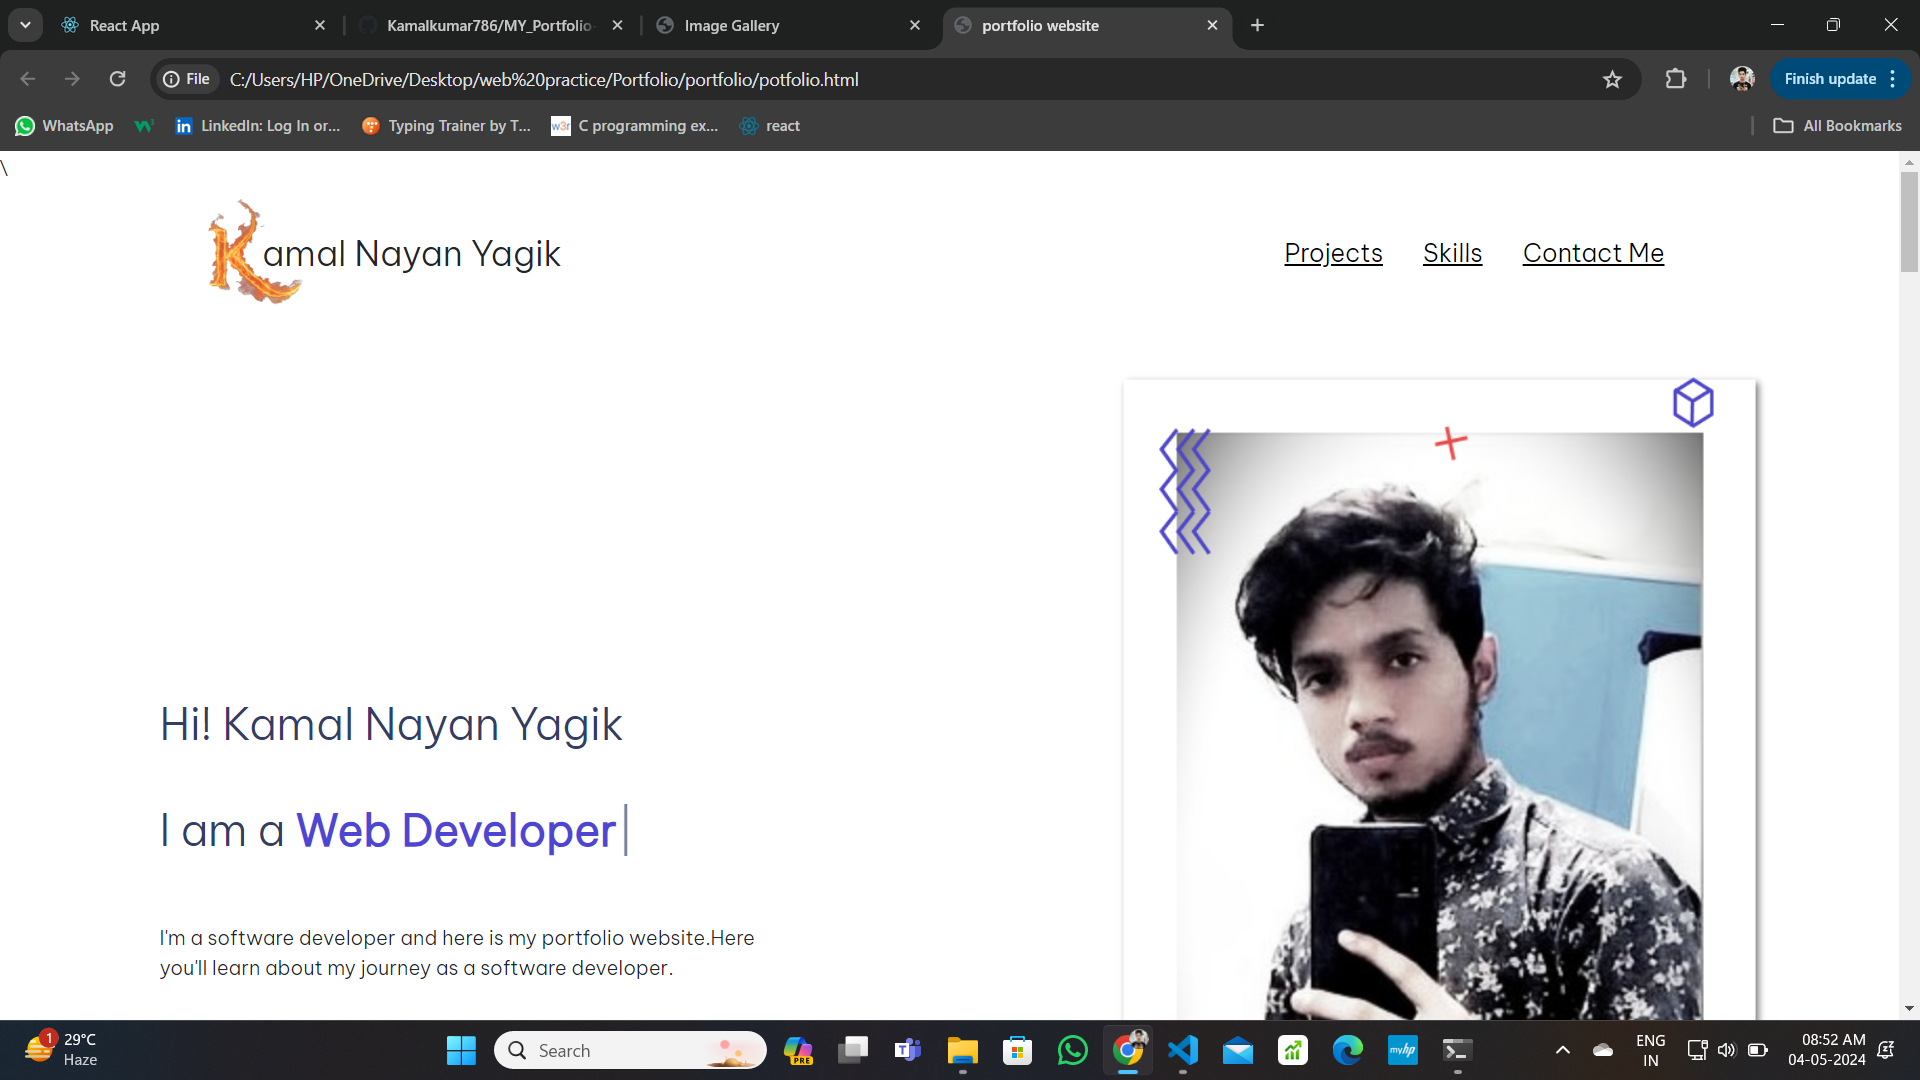 React App
Kamalkumar786/MY_Portfolio-
Image Gallery
portfolio website
File
C:/Users/HP/OneDrive/Desktop/web%20practice/Portfolio/portfolio/potfolio.html
Finish update
WhatsApp
LinkedIn: Log In or...
Typing Trainer by T...
w3r
C programming ex...
react
All Bookmarks
\
Kamal Nayan Yagik
Projects
Skills
Contact Me
Hi! Kamal Nayan Yagik
I am a Web Developer
I'm a software developer and here is my portfolio website.Here
you'll learn about my journey as a software developer.
1
29°C
Haze
Search
PRE
myhp
ENG
IN
08:52 AM
04-05-2024